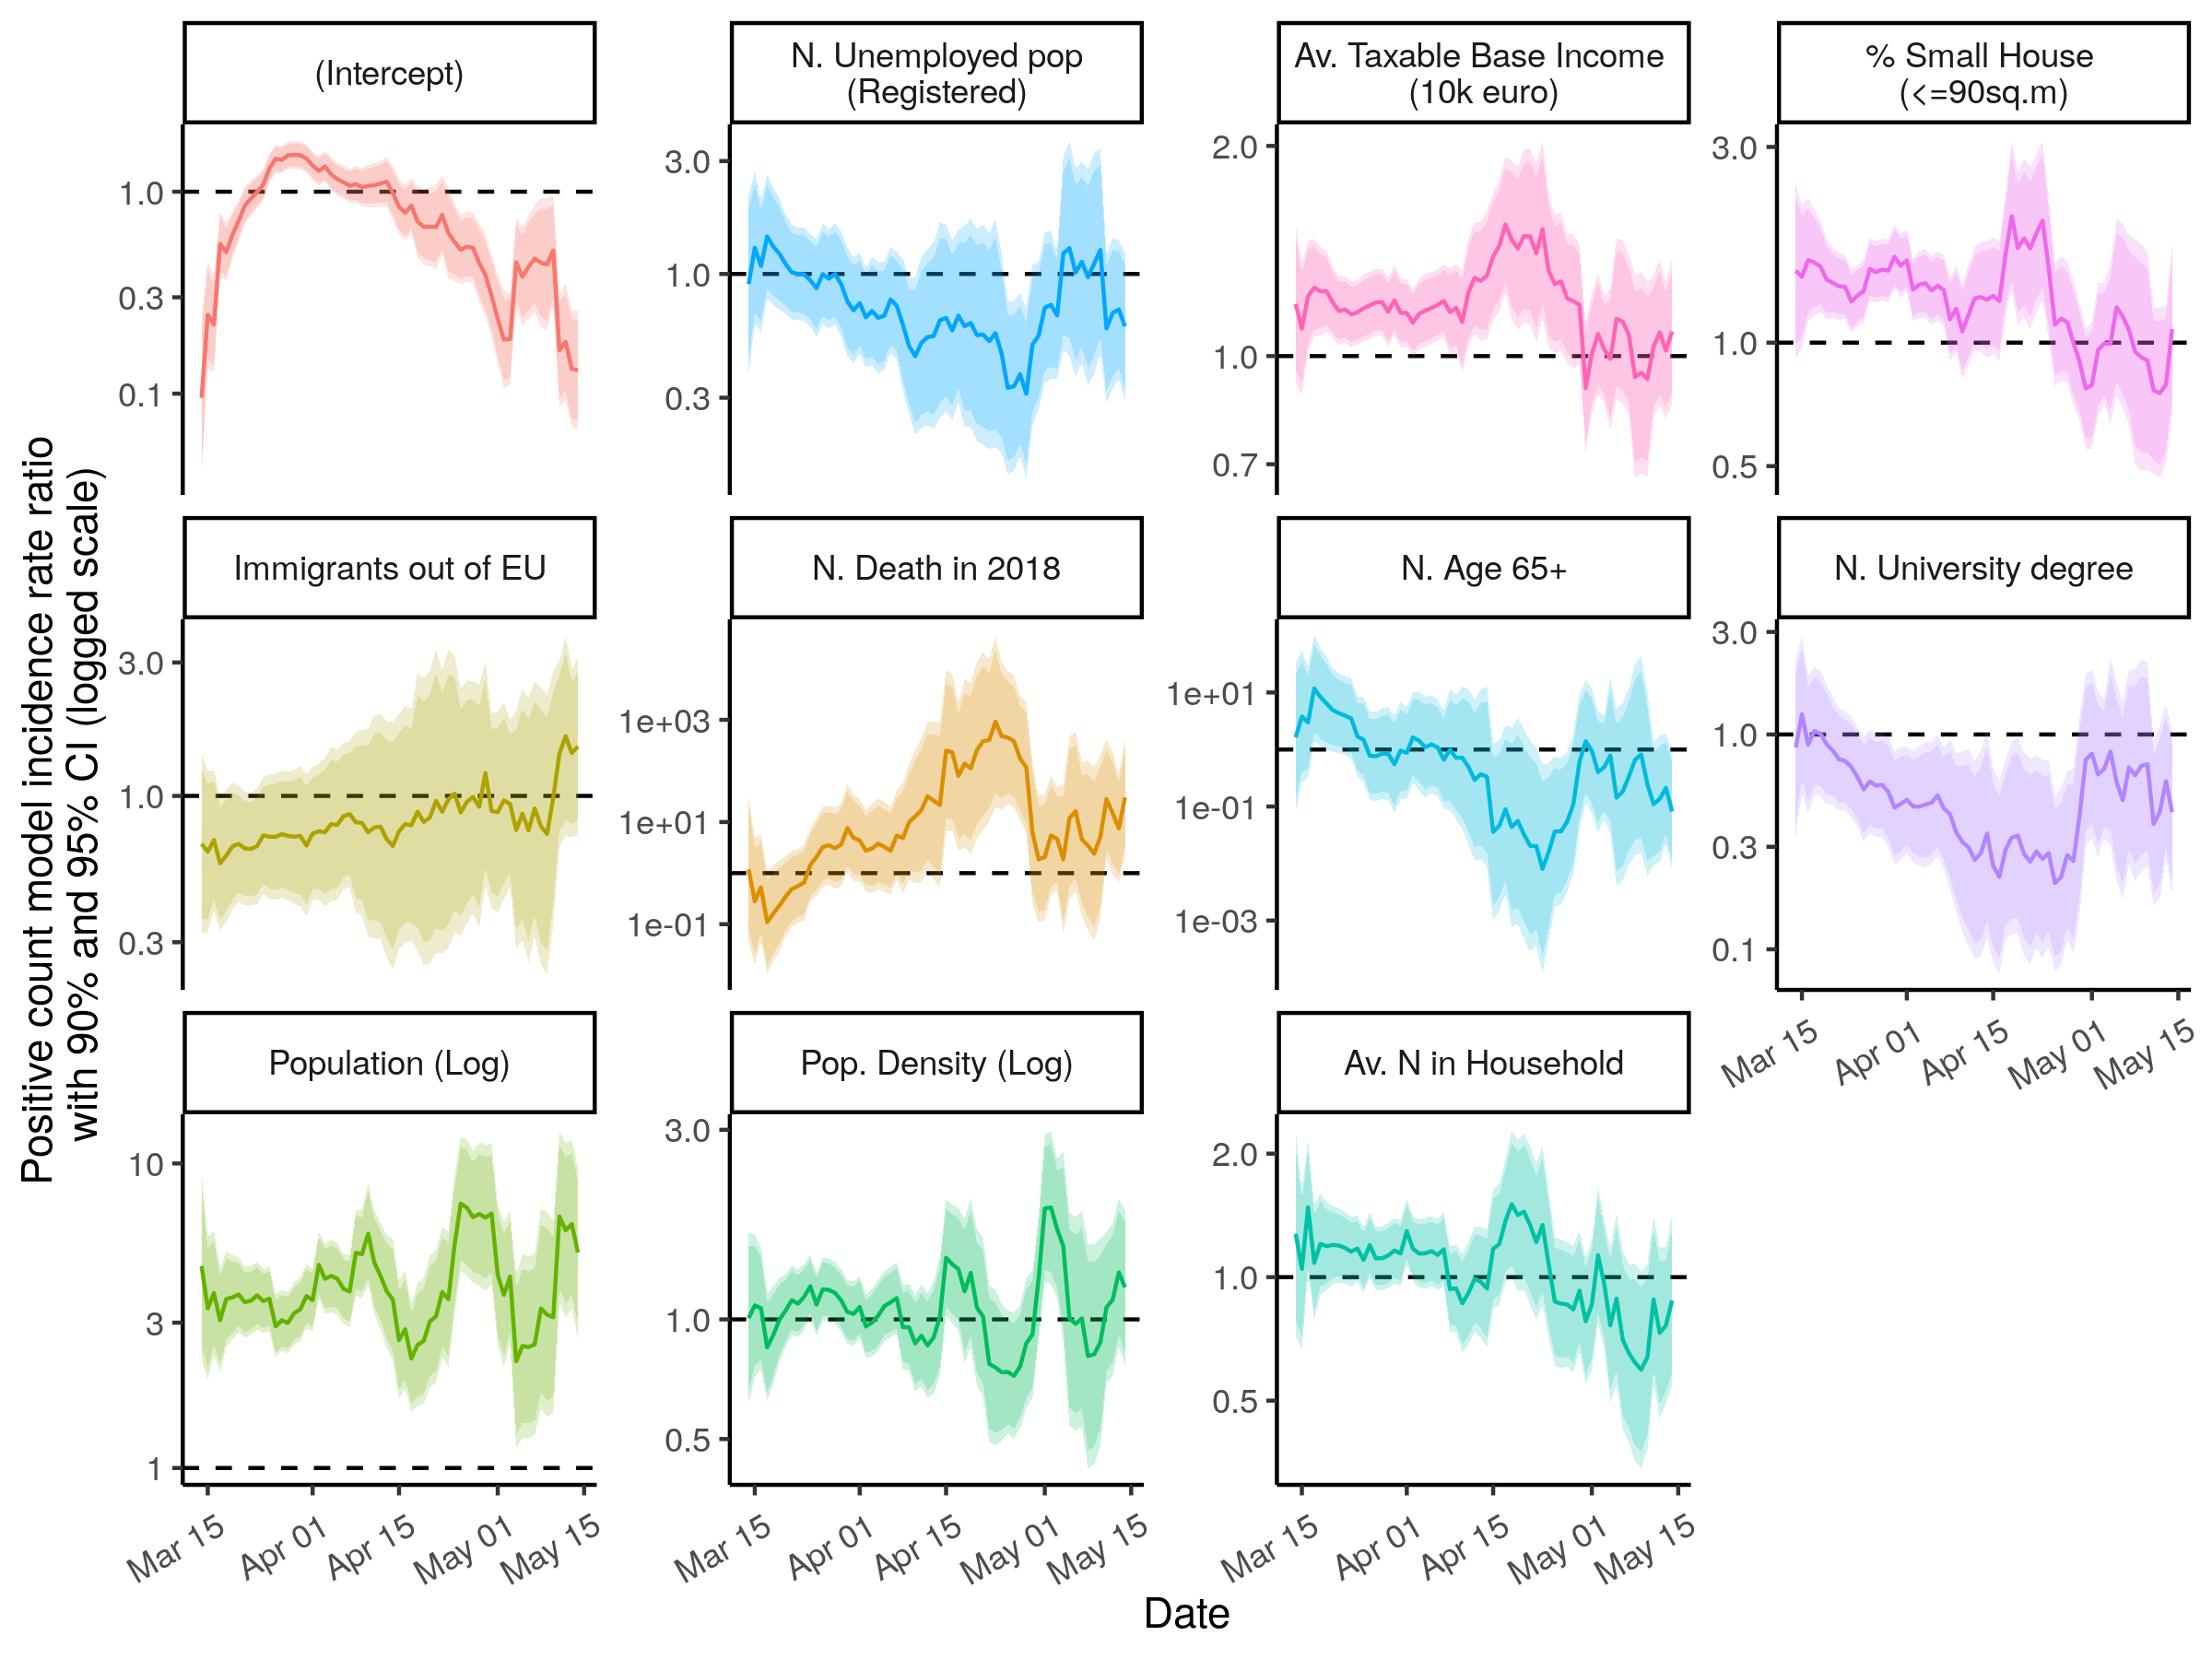 (Intercept)
N. Unemployed pop
(Registered)
Av. Taxable Base Income
(10k euro)
% Small House
(<=90sq.m)
1.0
0.3
0.1
3.0
1.0
0.3
2.0
1.0
0.7
3.0
1.0
0.5
Positive count model incidence rate ratio
with 90% and 95% CI (logged scale)
Immigrants out of EU
N. Death in 2018
N. Age 65+
N. University degree
3.0
1.0
0.3
1e+03
1e+01
1e-01
1e+01
1e-01
1e-03
3.0
1.0
0.3
0.1
Mar 15
Apr 01
Apr 15
May 01
May 15
Population (Log)
Pop. Density (Log)
Av. N in Household
10
3
1
3.0
1.0
0.5
2.0
1.0
0.5
Mar 15
Apr 01
Apr 15
May 01
May 15
Mar 15
Apr 01
Apr 15
May 01
May 15
Mar 15
Apr 01
Apr 15
May 01
May 15
Date